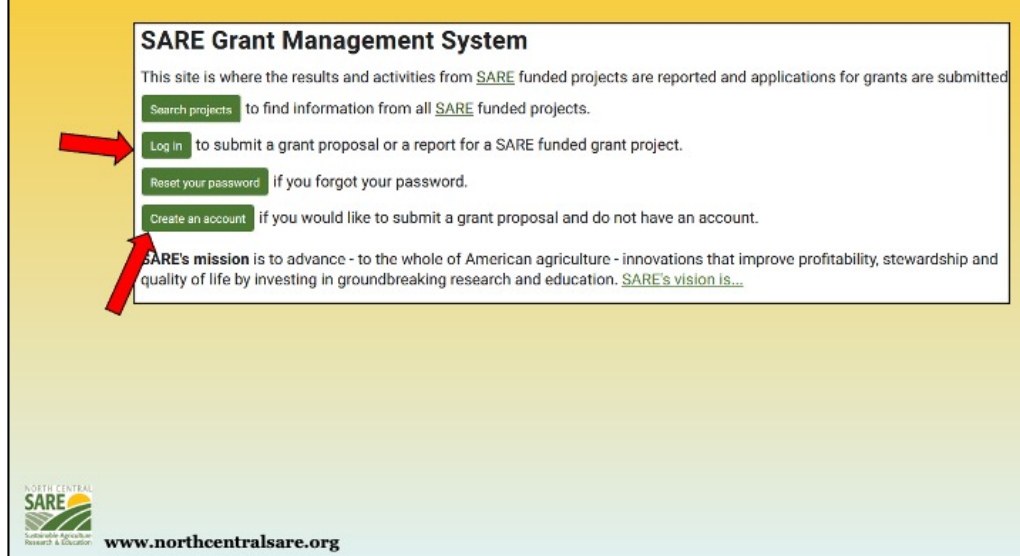 SARE Grant Management System
This site is where the results and activities from SARE funded projects are reported and applications for grants are submitted
Search projects to find information from all SARE funded projects.
Log in to submit a grant proposal or a report for a SARE funded grant project.
Reset your password if you forgot your password.
Create an account if you would like to submit a grant proposal and do not have an account.
SARE's mission is to advance - to the whole of American agriculture - innovations that improve profitability, stewardship and
quality of life by investing in groundbreaking research and education. SARE's vision is...
NORTH CENTRAL
SARE
Sustainable Agriculture
Research & Education
www.northcentralsare.org